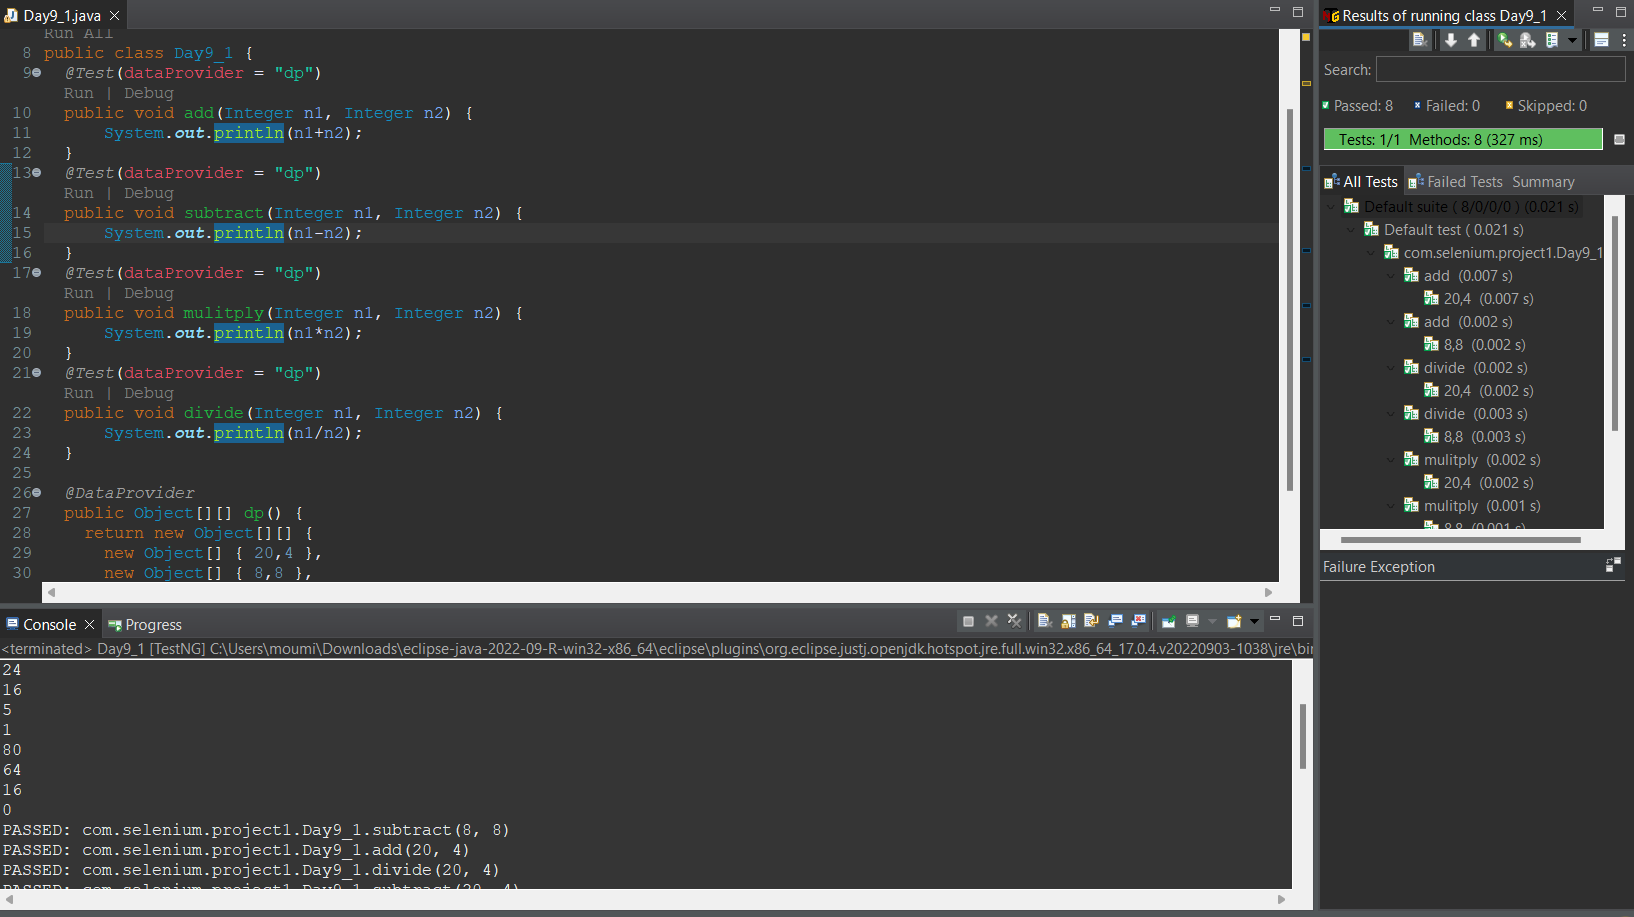 Day9_1.java
Run All
8 public class Day9_1 {
9 @Test(dataProvider = "dp")
Run | Debug
10 public void add(Integer n1, Integer n2) {
11 System.out.println(n1+n2);
12 }
13 @Test(dataProvider = "dp")
Run | Debug
14 public void subtract(Integer n1, Integer n2) {
15 System.out.println(n1-n2);
16 }
17 @Test(dataProvider = "dp")
Run | Debug
18 public void mulitply(Integer n1, Integer n2) {
19 System.out.println(n1*n2);
20 }
21 @Test(dataProvider = "dp")
Run | Debug
22 public void divide(Integer n1, Integer n2) {
23 System.out.println(n1/n2);
24 }
25
26 @DataProvider
27 public Object[][] dp() {
28 return new Object[][] {
29 new Object[] { 20,4 },
30 new Object[] { 8,8 },
Results of running class Day9_1
Search:
Passed: 8 Failed: 0 Skipped: 0
Tests: 1/1 Methods: 8 (327 ms)
All Tests Failed Tests Summary
Default suite ( 8/0/0/0 ) (0.021 s)
Default test ( 0.021 s)
com.selenium.project1.Day9_1
add (0.007 s)
20,4 (0.007 s)
add (0.002 s)
8,8 (0.002 s)
divide (0.002 s)
20,4 (0.002 s)
divide (0.003 s)
8,8 (0.003 s)
mulitply (0.002 s)
20,4 (0.002 s)
mulitply (0.001 s)
8,8 (0.001 s)
Failure Exception
Console Progress
<terminated> Day9_1 [TestNG] C:\Users\moumi\Downloads\eclipse-java-2022-09-R-win32-x86_64\eclipse\plugins\org.eclipse.justj.openjdk.hotspot.jre.full.win32.x86_64_17.0.4.v20220903-1038\jre\bin
24
16
5
1
80
64
16
0
PASSED: com.selenium.project1.Day9_1.subtract(8, 8)
PASSED: com.selenium.project1.Day9_1.add(20, 4)
PASSED: com.selenium.project1.Day9_1.divide(20, 4)
PASSED: com.selenium.project1.Day9_1.subtract(20, 4)